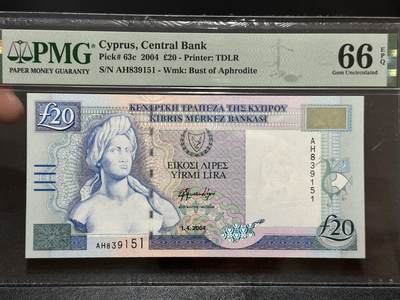 PMG
PAPER MONEY GUARANTY
Cyprus, Central Bank
Pick# 63c 2004 £20 - Printer: TDLR
S/N AH839151 - Wmk: Bust of Aphrodite
66 EPQ
Gem Uncirculated
£20
ΚΕΝΤΡΙΚΗ ΤΡΑΠΕΖΑ ΤΗΣ ΚΥΠΡΟΥ
KIBRIS MERKEZ BANKASI
ΕΙΚΟΣΙ ΛΙΡΕΣ
YİRMİ LİRA
AH839151
1.4.2004
AH839151
£20